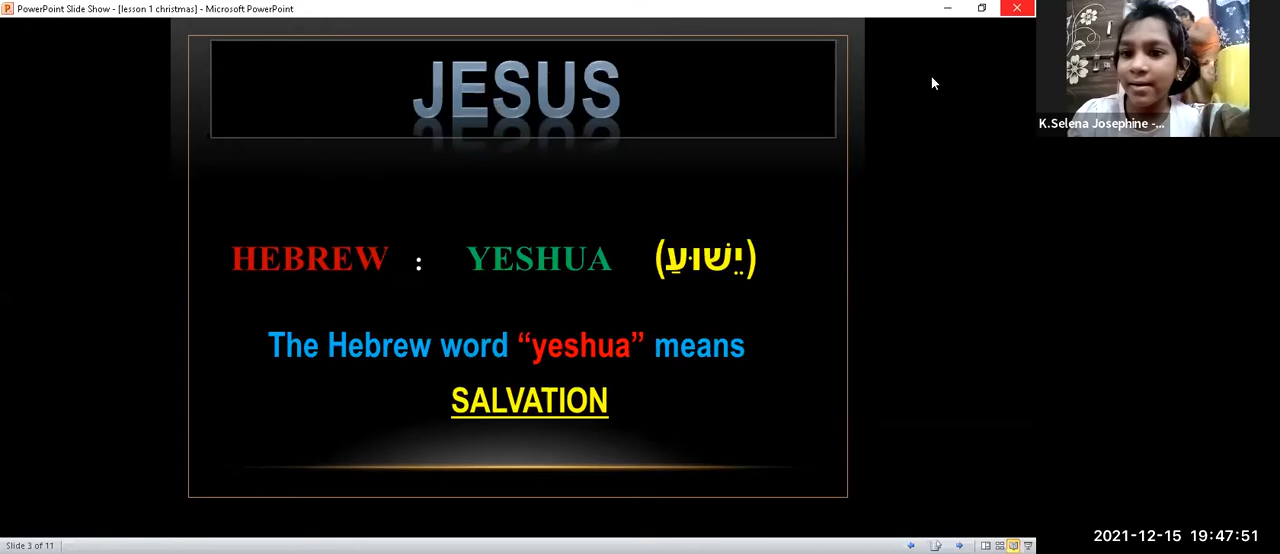 PowerPoint Slide Show - [lesson 1 christmas] - Microsoft PowerPoint
JESUS
K.Selena Josephine -...
HEBREW : YESHUA (יֵשׁוּעַ)
The Hebrew word “yeshua” means
SALVATION
Slide 3 of 11
2021-12-15 19:47:51